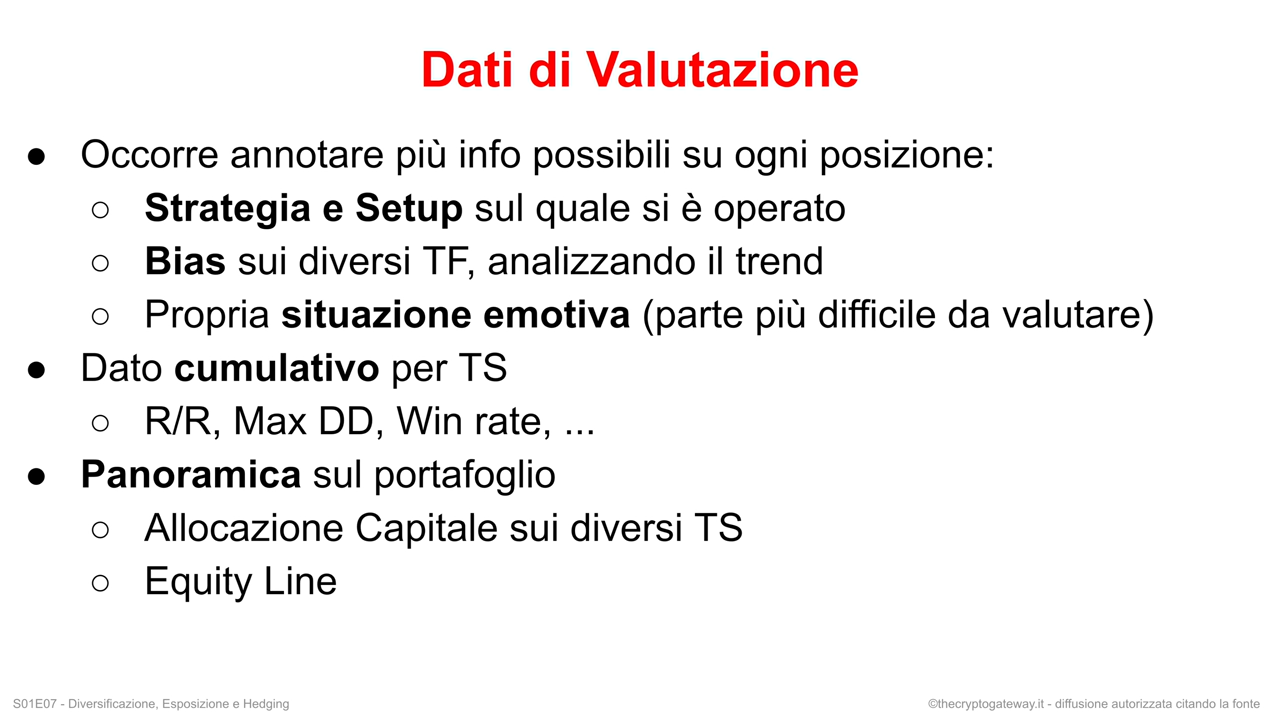 Dati di Valutazione
● Occorre annotare più info possibili su ogni posizione:
○ Strategia e Setup sul quale si è operato
○ Bias sui diversi TF, analizzando il trend
○ Propria situazione emotiva (parte più difficile da valutare)
● Dato cumulativo per TS
○ R/R, Max DD, Win rate, ...
● Panoramica sul portafoglio
○ Allocazione Capitale sui diversi TS
○ Equity Line
S01E07 - Diversificazione, Esposizione e Hedging
©thecryptogateway.it - diffusione autorizzata citando la fonte